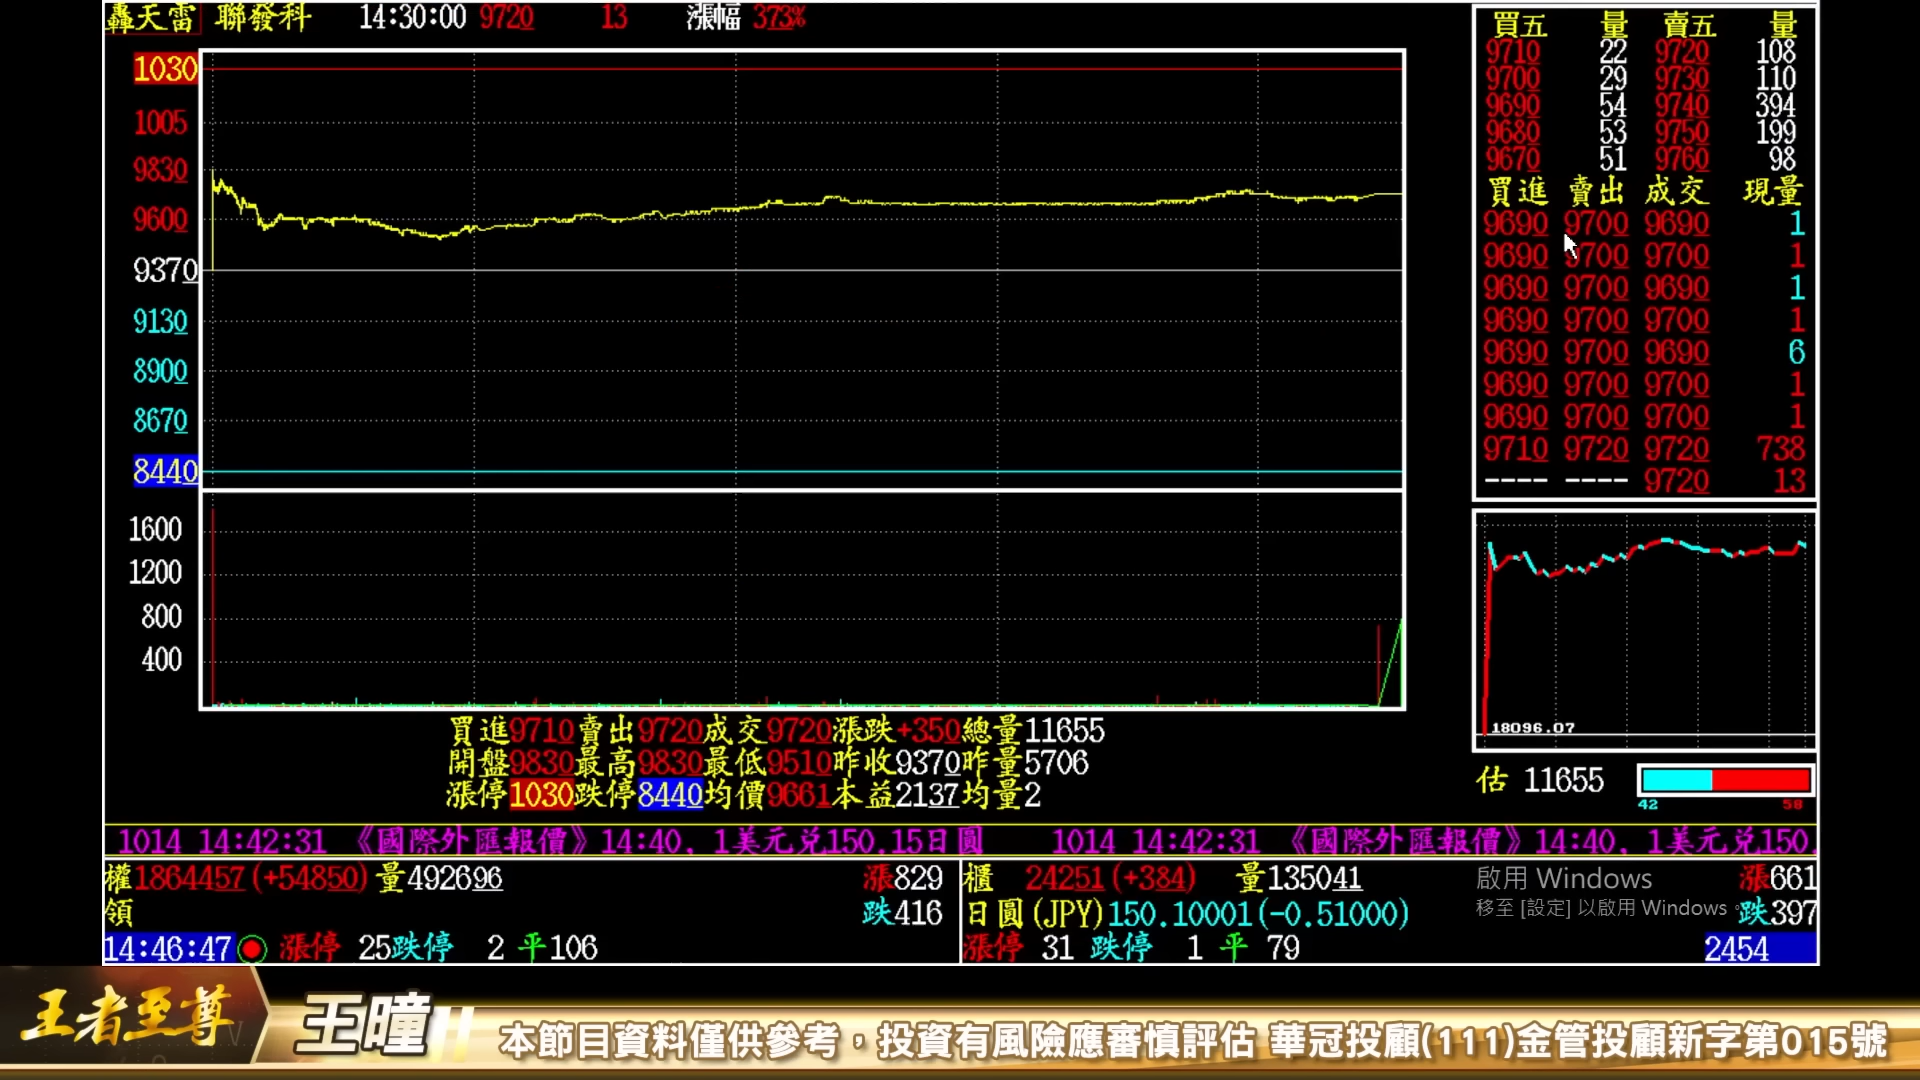 轟天雷 聯發科 14:30:00 9720 13 漲幅 373%
1030
1005
9830
9600
9370
9130
8900
8670
8440
1600
1200
800
400
買五 量 賣五 量
9710 22 9720 108
9700 29 9730 110
9690 54 9740 394
9680 53 9750 199
9670 51 9760 98
買進 賣出 成交 現量
9690 9700 9690 1
9690 9700 9700 1
9690 9700 9690 1
9690 9700 9700 1
9690 9700 9690 6
9690 9700 9700 1
9690 9700 9700 1
9710 9720 9720 738
---- ---- 9720 13
18096.07
估 11655
42 58
買進9710賣出9720成交9720漲跌+350總量11655
開盤9830最高9830最低9510昨收9370昨量5706
漲停1030跌停8440均價9661本益2137均量2
1014 14:42:31 《國際外匯報價》14:40, 1美元兌150.15日圓 1014 14:42:31 《國際外匯報價》14:40, 1美元兌150.
權1864457(+54850)量492696 漲829
領 跌416
14:46:47 漲停 25跌停 2 平106
櫃 24251(+384) 量135041 漲661
日圓(JPY)150.10001(-0.51000) 跌397
漲停 31 跌停 1 平 79 2454
啟用 Windows
移至 [設定] 以啟用 Windows。
王者至尊 王曈
本節目資料僅供參考，投資有風險應審慎評估 華冠投顧(111)金管投顧新字第015號